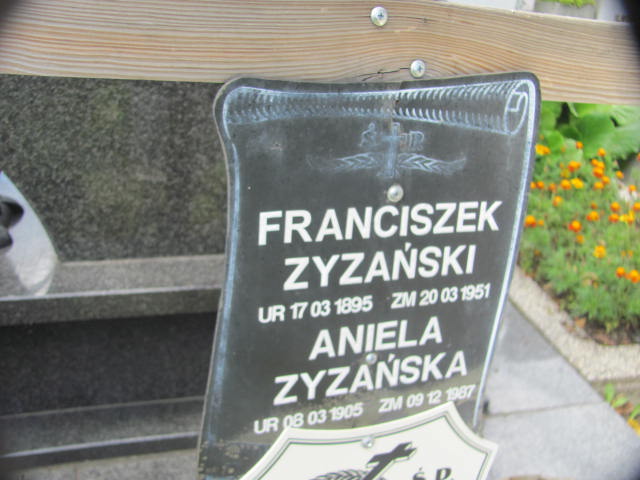 Ś P
FRANCISZEK
ZYZAŃSKI
UR 17 03 1895 ZM 20 03 1951
ANIELA
ZYZAŃSKA
UR 08 03 1905 ZM 09 12 1987
Ś.P.